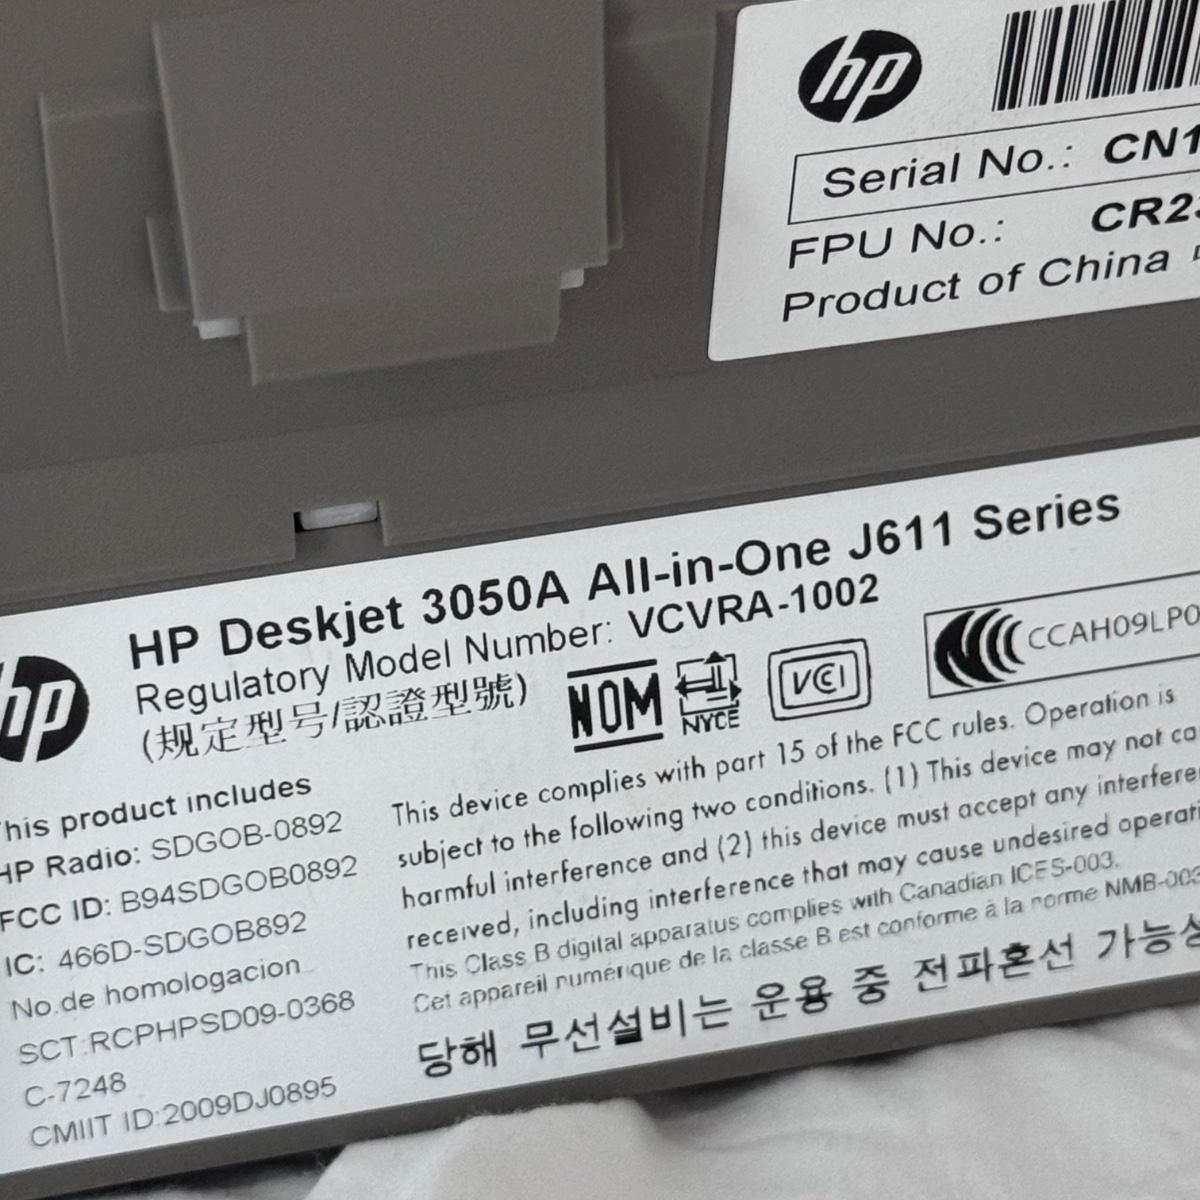 hp
Serial No.: CN1
FPU No.: CR23
Product of China
HP Deskjet 3050A All-in-One J611 Series
Regulatory Model Number: VCVRA-1002
(规定型号/認證型號)
hp
NOM
NYCE
VCI
CCAH09LP0
This product includes
HP Radio: SDGOB-0892
FCC ID: B94SDGOB0892
IC: 466D-SDGOB892
No.de homologacion
SCT:RCPHPSD09-0368
C-7248
CMIIT ID:2009DJ0895
This device complies with part 15 of the FCC rules. Operation is
subject to the following two conditions. (1) This device may not ca
harmful interference and (2) this device must accept any interfere
received, including interference that may cause undesired operati
This Class B digital apparatus complies with Canadian ICES-003.
Cet appareil numérique de la classe B est conforme à la norme NMB-003
당해 무선설비는 운용 중 전파혼선 가능성